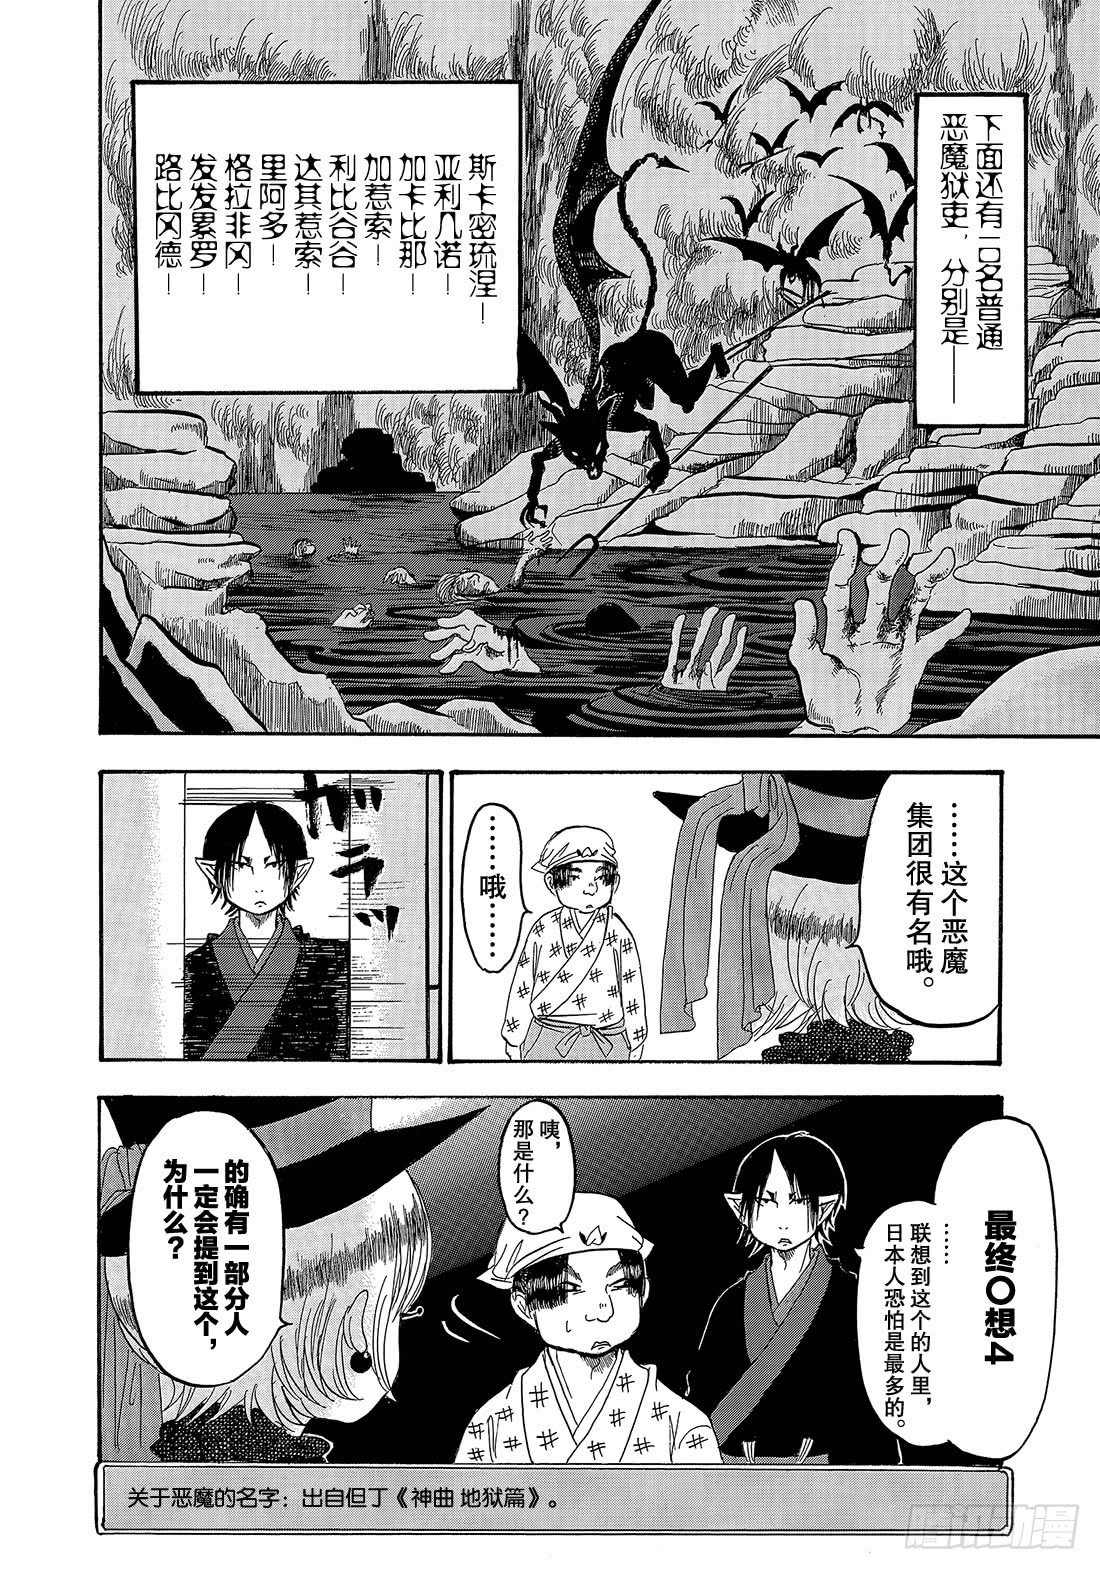 下面还有一〇名普通
恶魔狱吏，分别是——
斯卡密琉涅！
亚利几诺！
加卡比那！
加惹索！
利比谷谷！
达其惹索！
里阿多！
格拉非冈！
发发累罗！
路比冈德！
……这个恶魔
集团很有名哦。
………哦………
ガラッ
最终〇想4
……
联想到这个的人里，
日本人恐怕是最多的。
咦，
那是什么？
的确有一部分人
一定会提到这个，
为什么？
关于恶魔的名字：出自但丁《神曲 地狱篇》。
腾讯动漫